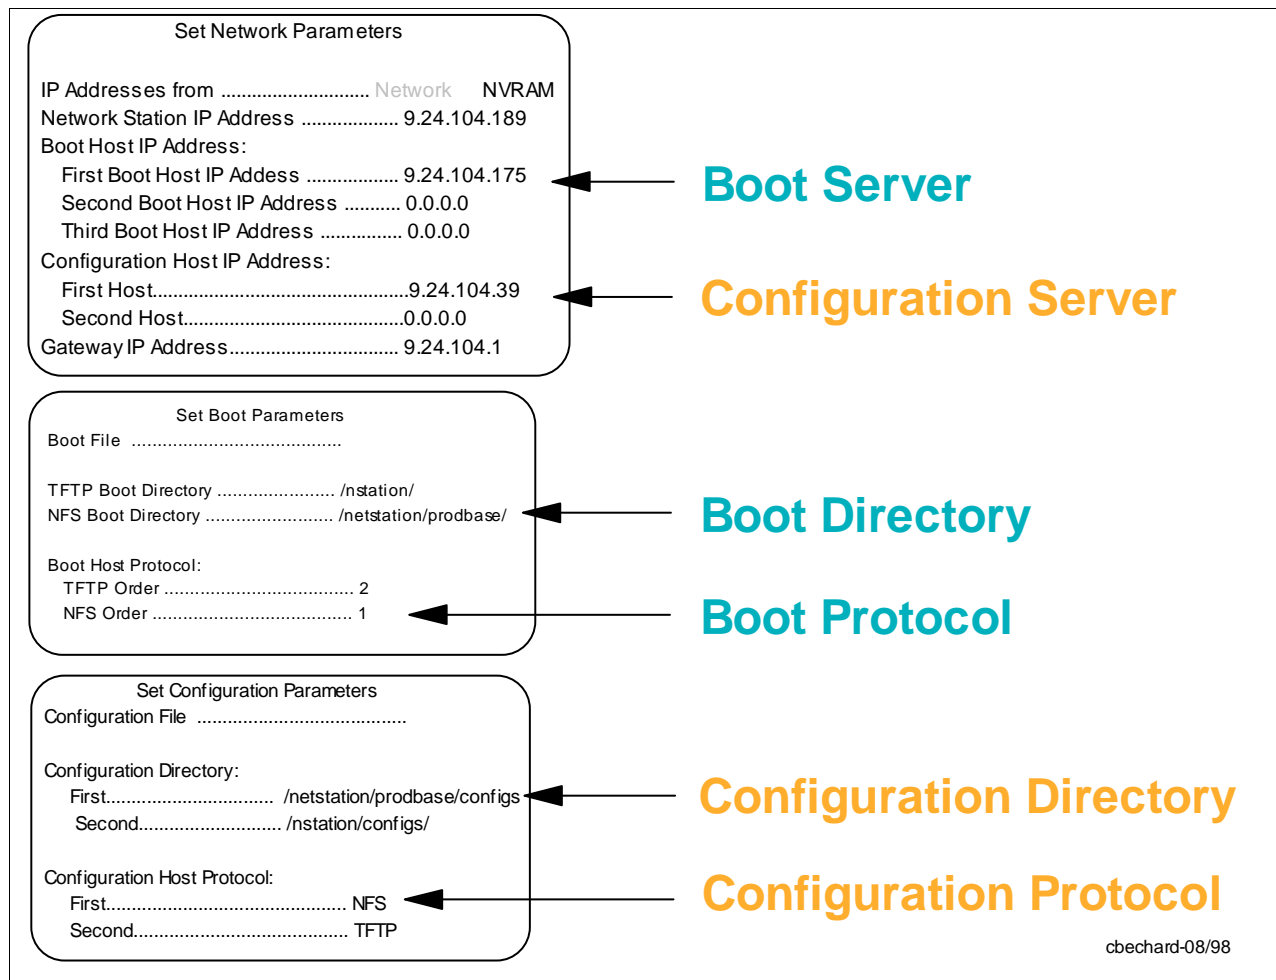 Set Network Parameters
IP Addresses from ............................. Network NVRAM
Network Station IP Address ................... 9.24.104.189
Boot Host IP Address:
First Boot Host IP Addess .................. 9.24.104.175
Boot Server
Second Boot Host IP Address ........... 0.0.0.0
Third Boot Host IP Address ................ 0.0.0.0
Configuration Host IP Address:
First Host..................................................9.24.104.39
Configuration Server
Second Host...........................................0.0.0.0
Gateway IP Address................................. 9.24.104.1
Set Boot Parameters
Boot File .........................................
TFTP Boot Directory ....................... /nstation/
NFS Boot Directory ......................... /netstation/prodbase/
Boot Directory
Boot Host Protocol:
TFTP Order ..................................... 2
NFS Order ....................................... 1
Boot Protocol
Set Configuration Parameters
Configuration File .........................................
Configuration Directory:
First................................. /netstation/prodbase/configs
Configuration Directory
Second............................ /nstation/configs/
Configuration Host Protocol:
First............................................... NFS
Configuration Protocol
Second.......................................... TFTP
cbechard-08/98